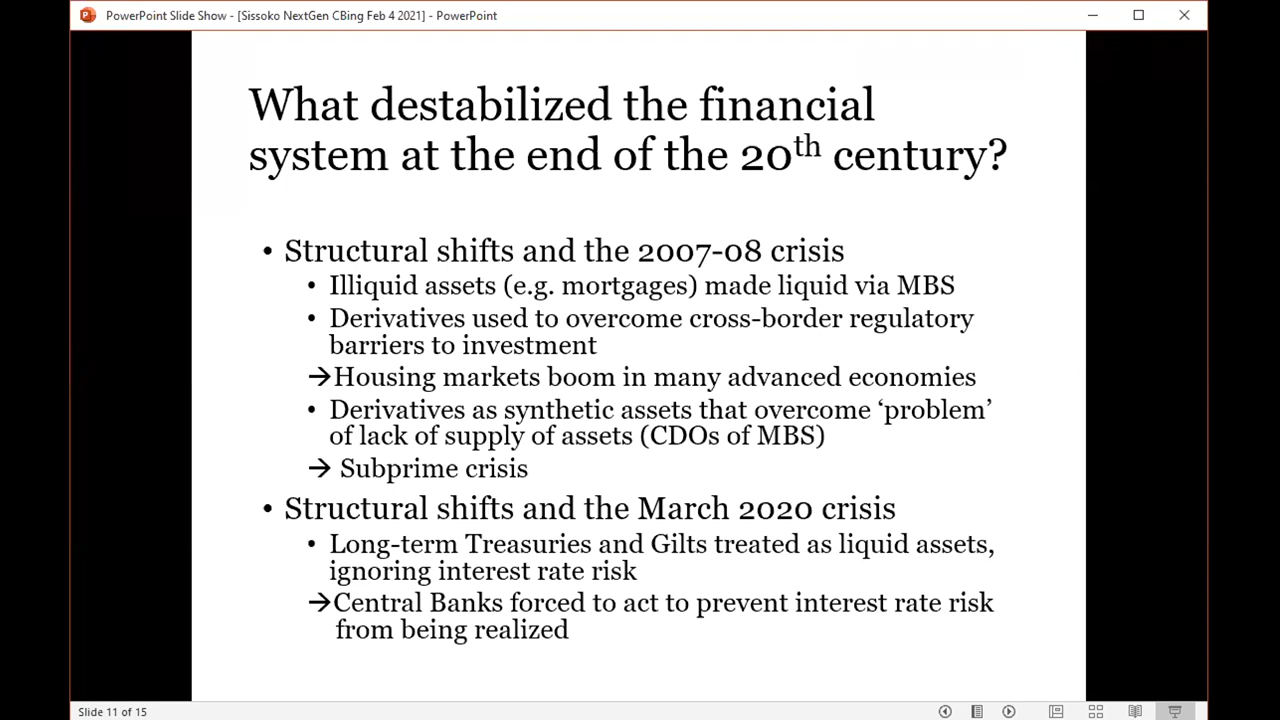 PowerPoint Slide Show - [Sissoko NextGen CBing Feb 4 2021] - PowerPoint
What destabilized the financial
system at the end of the 20th century?
• Structural shifts and the 2007-08 crisis
• Illiquid assets (e.g. mortgages) made liquid via MBS
• Derivatives used to overcome cross-border regulatory
barriers to investment
→Housing markets boom in many advanced economies
• Derivatives as synthetic assets that overcome ‘problem’
of lack of supply of assets (CDOs of MBS)
→ Subprime crisis
• Structural shifts and the March 2020 crisis
• Long-term Treasuries and Gilts treated as liquid assets,
ignoring interest rate risk
→Central Banks forced to act to prevent interest rate risk
from being realized
Slide 11 of 15